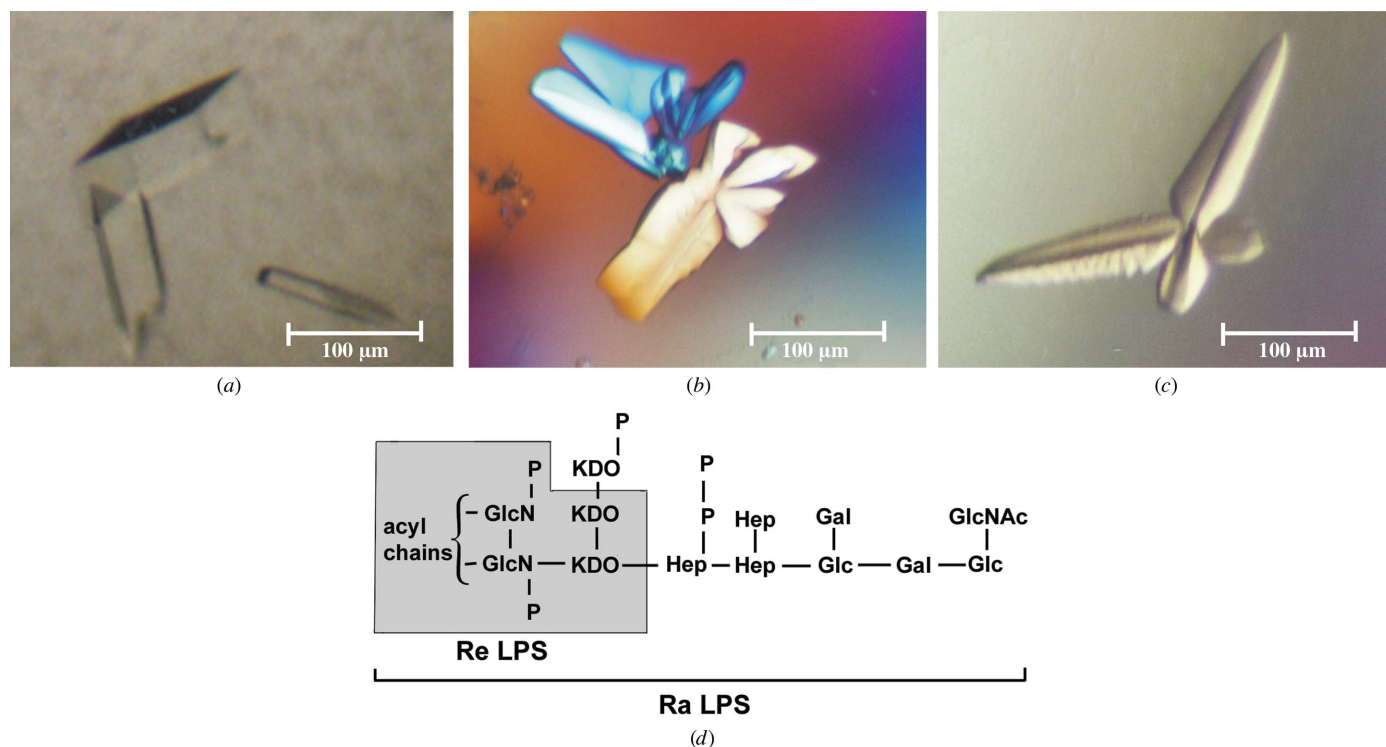 100 µm
100 µm
100 µm
(a)
(b)
(c)
P
P KDO P
acyl chains GlcN KDO P Hep Gal GlcNAc
GlcN KDO Hep Hep Glc Gal Glc
P
Re LPS
Ra LPS
(d)